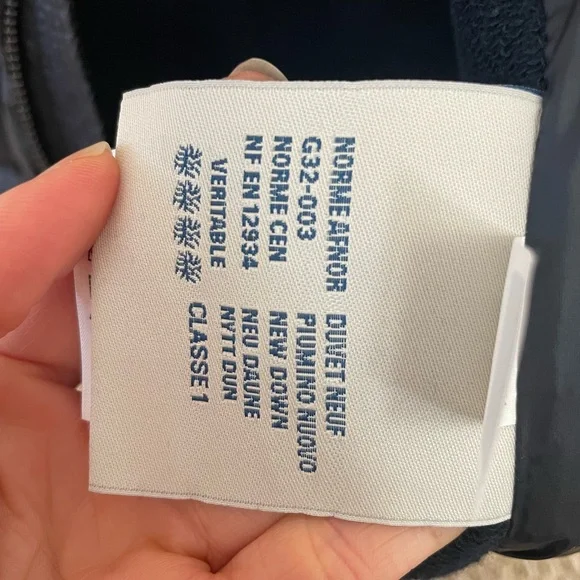 NORME AFNOR
G32-003
NORME CEN
NF EN 12934
VERITABLE
DUVET NEUF
PIUMINO NUOVO
NEW DOWN
NEU DAUNE
NYTT DUN
CLASSE 1